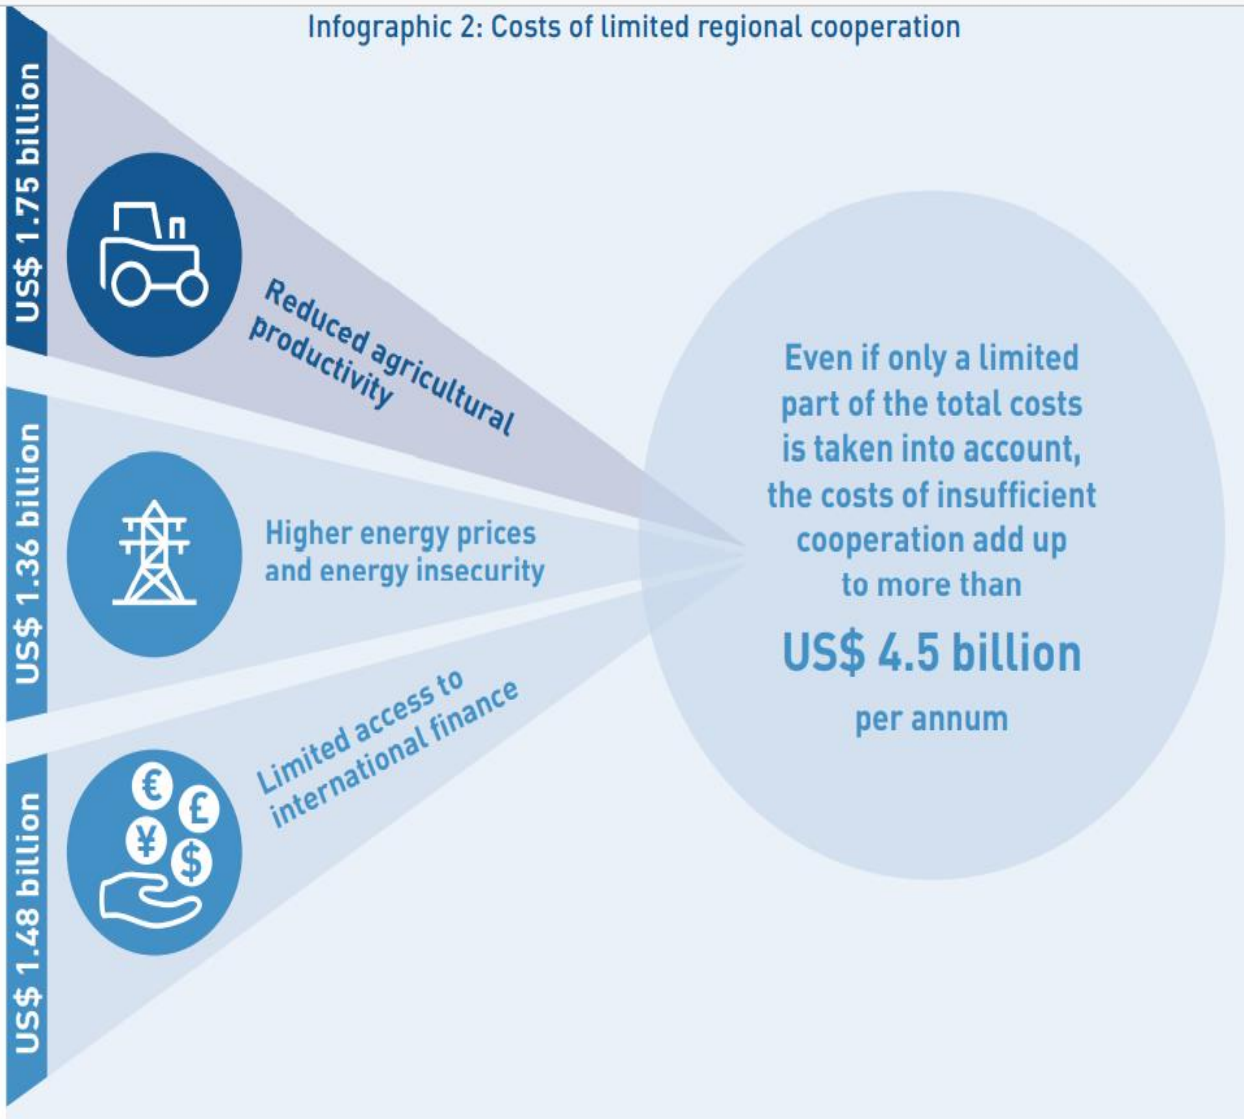 Infographic 2: Costs of limited regional cooperation
US$ 1.75 billion
Reduced agricultural
productivity
US$ 1.36 billion
Higher energy prices
and energy insecurity
US$ 1.48 billion
€
£
¥
$
Limited access to
international finance
Even if only a limited
part of the total costs
is taken into account,
the costs of insufficient
cooperation add up
to more than
US$ 4.5 billion
per annum